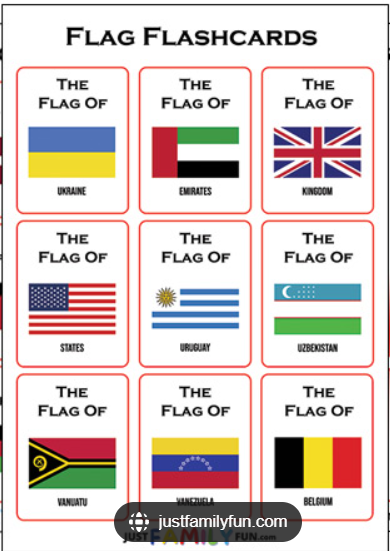 FLAG FLASHCARDS
THE
FLAG OF
UKRAINE
THE
FLAG OF
EMIRATES
THE
FLAG OF
KINGDOM
THE
FLAG OF
STATES
THE
FLAG OF
URUGUAY
THE
FLAG OF
UZBEKISTAN
THE
FLAG OF
VANUATU
THE
FLAG OF
VANEZUELA
THE
FLAG OF
BELGIUM
justfamilyfun.com
JUST FAMILY FUN.COM